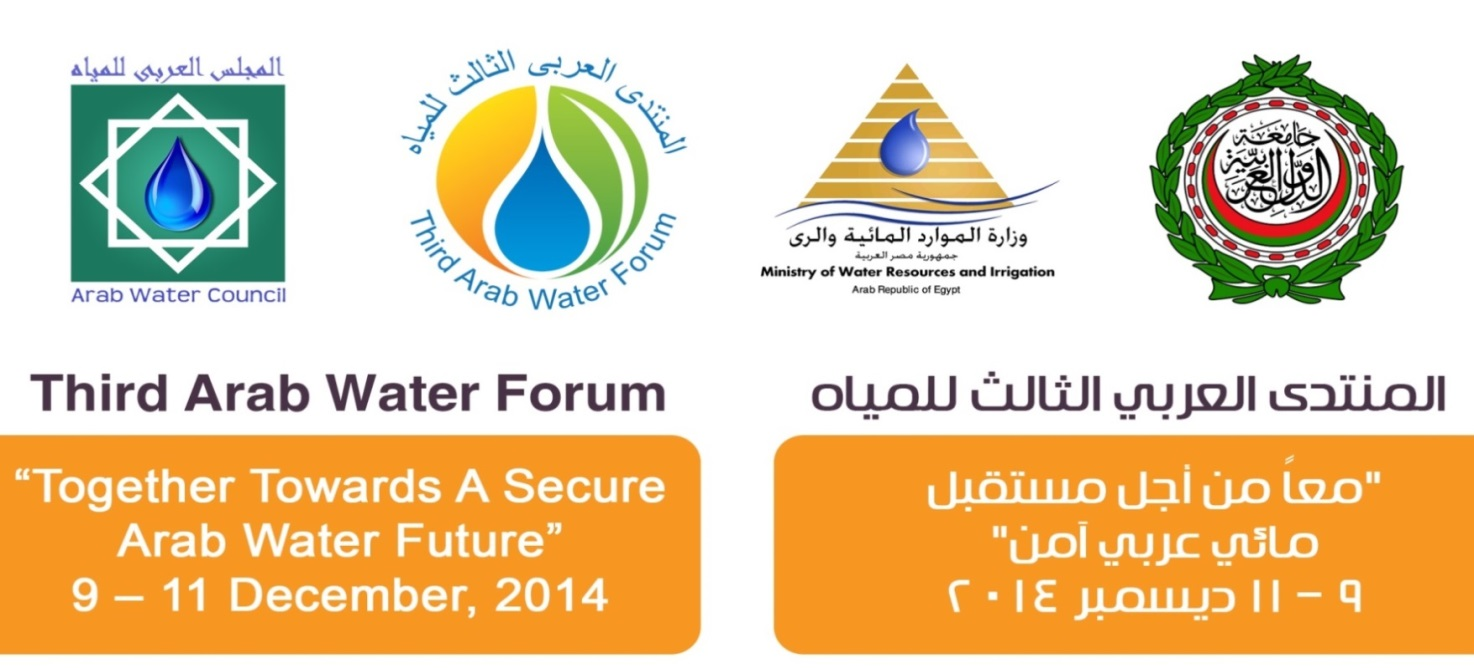 المجلس العربى للمياه
Arab Water Council
المنتدى العربى الثالث للمياه
Third Arab Water Forum
وزارة الموارد المائية والرى
جمهورية مصر العربية
Ministry of Water Resources and Irrigation
Arab Republic of Egypt
جامعة
الدول العربية
Third Arab Water Forum
“Together Towards A Secure
Arab Water Future”
9 – 11 December, 2014
المنتدى العربي الثالث للمياه
"معاً من أجل مستقبل
مائي عربي آمن"
٩ – ١١ ديسمبر ٢٠١٤